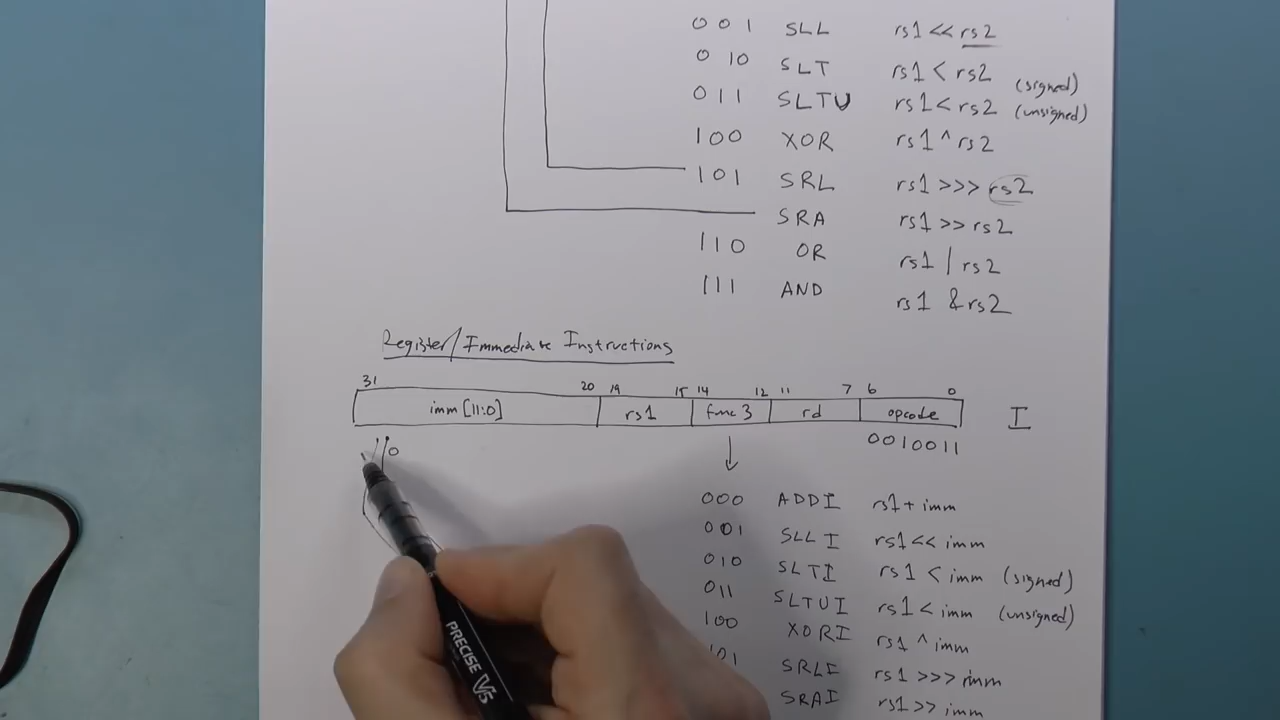 001 SLL rs1 << rs2
010 SLT rs1 < rs2 (signed)
011 SLTU rs1 < rs2 (unsigned)
100 XOR rs1 ^ rs2
101 SRL rs1 >>> rs2
SRA rs1 >> rs2
110 OR rs1 | rs2
111 AND rs1 & rs2
Register/Immediate Instructions
31 20 19 15 14 12 11 7 6 0
imm [11:0] rs1 func 3 rd opcode I
0010011
0
000 ADDI rs1 + imm
001 SLLI rs1 << imm
010 SLTI rs1 < imm (signed)
011 SLTUI rs1 < imm (unsigned)
100 XORI rs1 ^ imm
101 SRLI rs1 >>> imm
SRAI rs1 >> imm
PRECISE V5